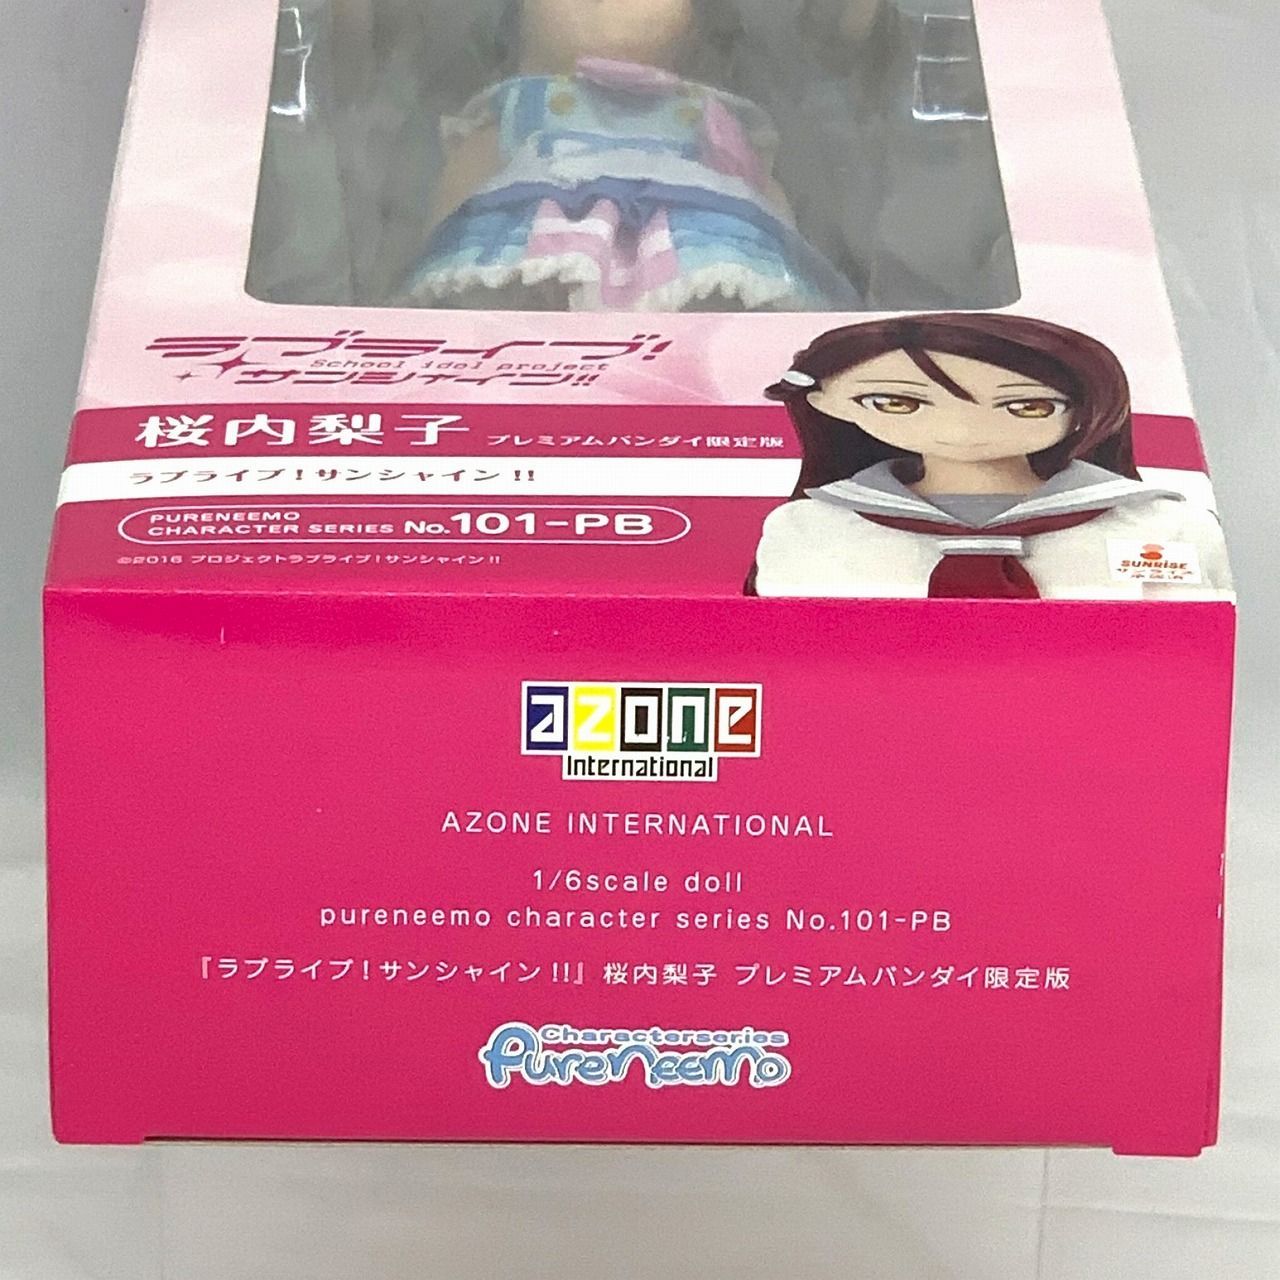 ラブライブ!
School idol project
サンシャイン!!
桜内梨子 プレミアムバンダイ限定版
ラブライブ！サンシャイン!!
PURENEEMO
CHARACTER SERIES No.101-PB
©2016 プロジェクトラブライブ！サンシャイン!!
SUNRISE
サンライズ
azone
International
AZONE INTERNATIONAL
1/6scale doll
pureneemo character series No.101-PB
『ラブライブ！サンシャイン!!』 桜内梨子 プレミアムバンダイ限定版
Characterseries
PureNeemo